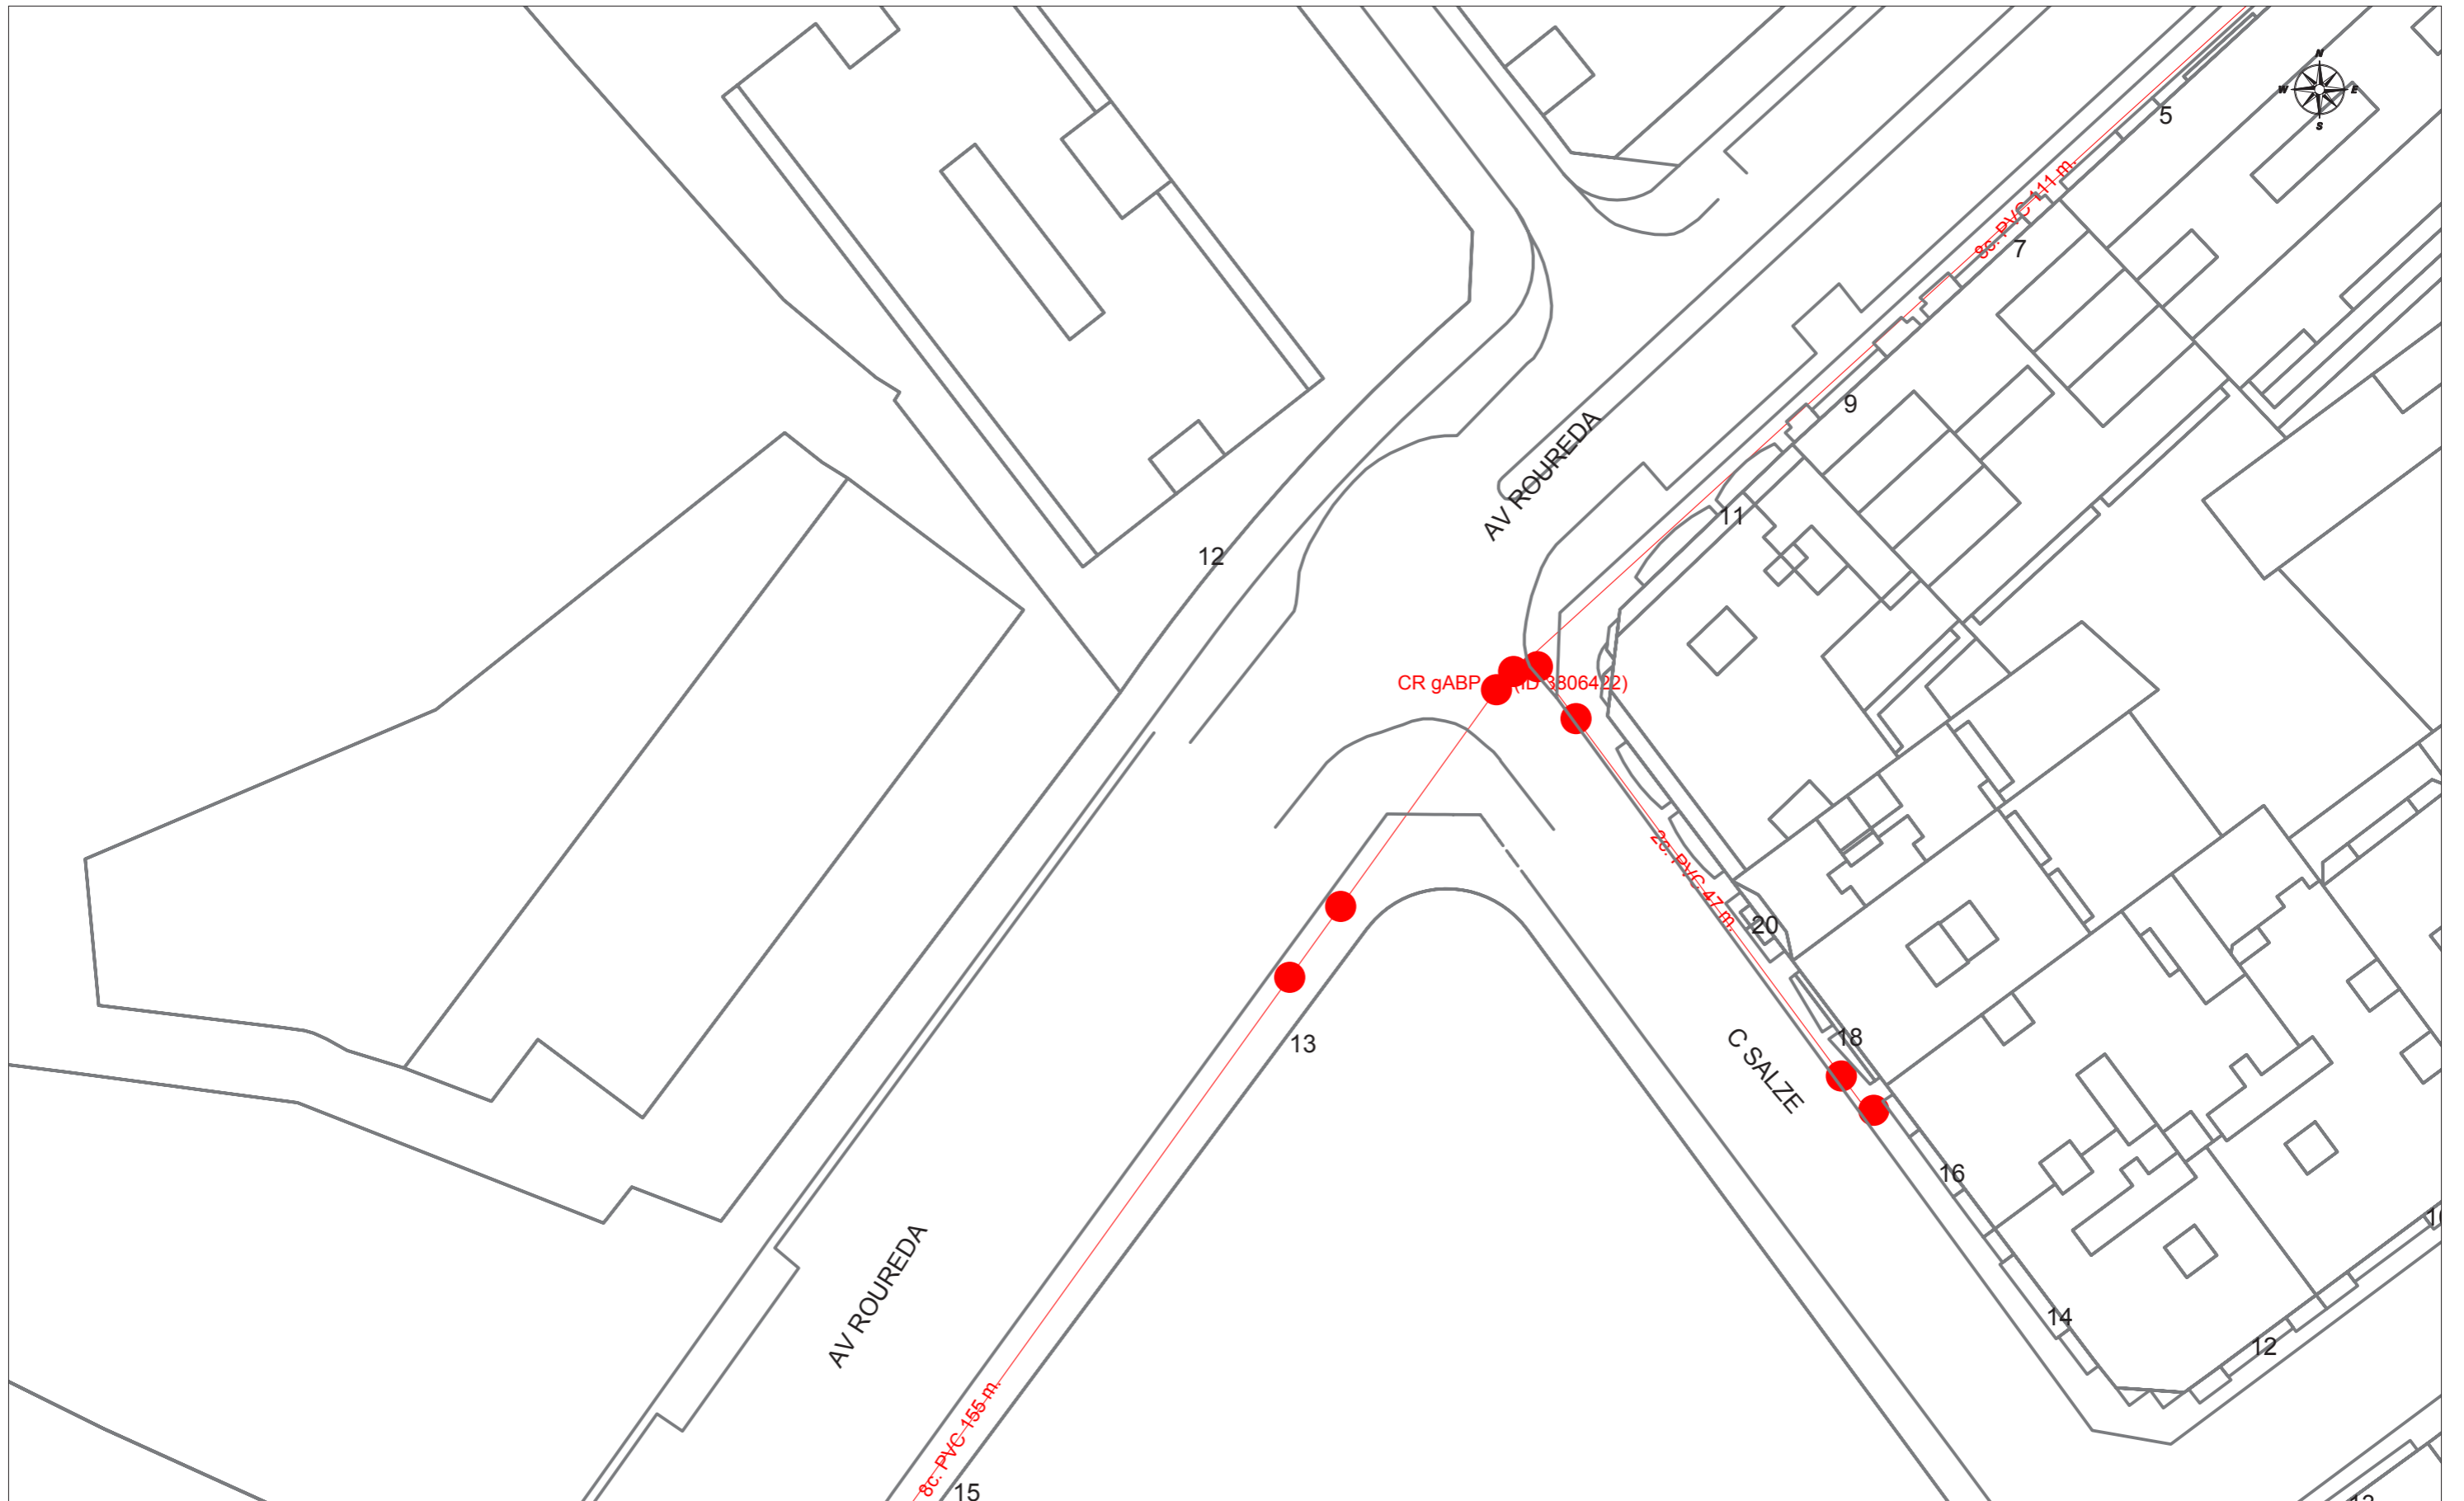 N
W E
S
5
8c. PVC 111 m.
7
9
AV ROUREDA
11
12
CR gABP (ID 3806422)
2c. PVC 47 m.
20
18
13
C SALZE
16
AV ROUREDA
14
12
8c. PVC 155 m.
15